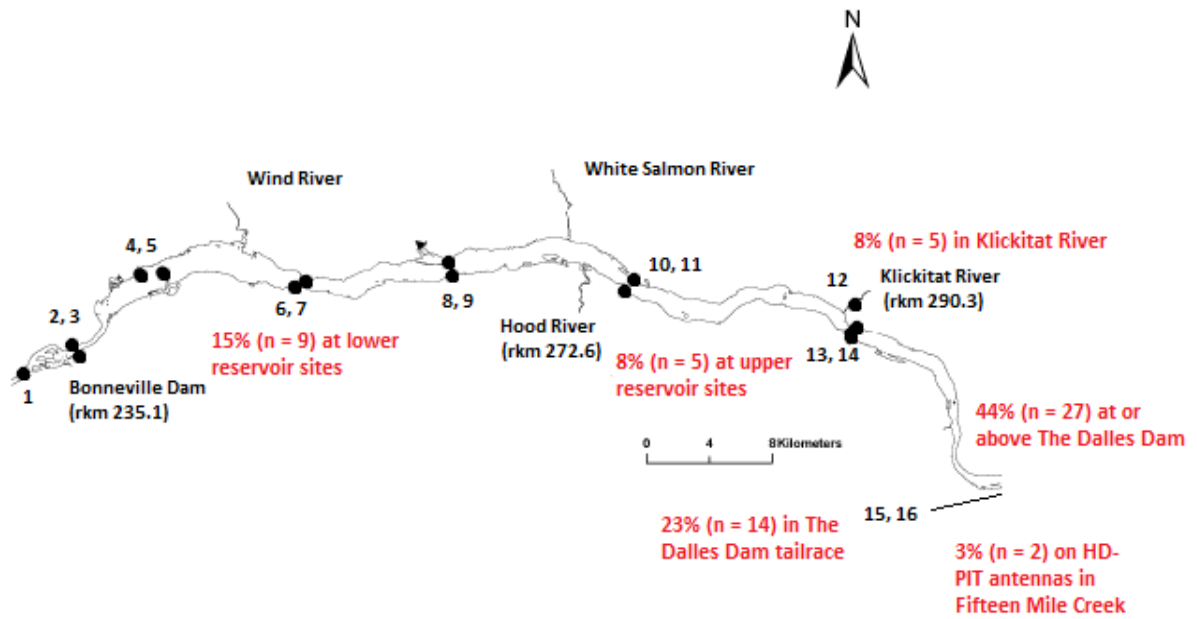 N
Wind River
White Salmon River
8% (n = 5) in Klickitat River
4, 5
10, 11
12
Klickitat River
(rkm 290.3)
2, 3
6, 7
8, 9
Hood River
(rkm 272.6)
13, 14
15% (n = 9) at lower
reservoir sites
8% (n = 5) at upper
reservoir sites
1
Bonneville Dam
(rkm 235.1)
44% (n = 27) at or
above The Dalles Dam
0 4 8Kilometers
15, 16
23% (n = 14) in The
Dalles Dam tailrace
3% (n = 2) on HD-
PIT antennas in
Fifteen Mile Creek